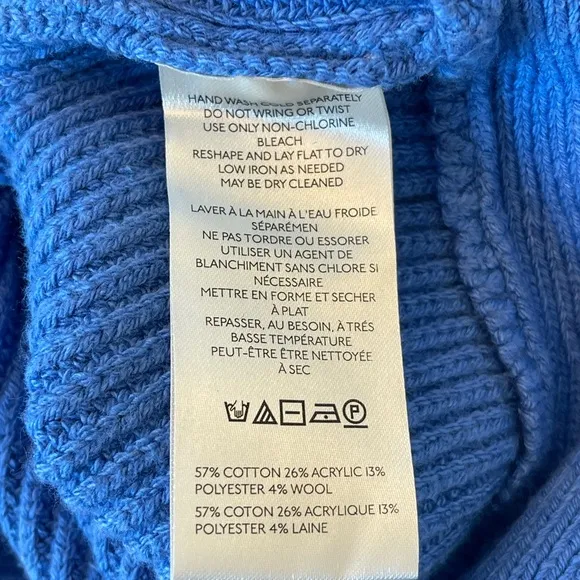 HAND WASH COLD SEPARATELY
DO NOT WRING OR TWIST
USE ONLY NON-CHLORINE
BLEACH
RESHAPE AND LAY FLAT TO DRY
LOW IRON AS NEEDED
MAY BE DRY CLEANED
LAVER À LA MAIN À L'EAU FROIDE
SÉPARÉMEN
NE PAS TORDRE OU ESSORER
UTILISER UN AGENT DE
BLANCHIMENT SANS CHLORE SI
NÉCESSAIRE
METTRE EN FORME ET SECHER
À PLAT
REPASSER, AU BESOIN, À TRÉS
BASSE TEMPÉRATURE
PEUT-ÊTRE ÊTRE NETTOYÉE
À SEC
P
57% COTTON 26% ACRYLIC 13%
POLYESTER 4% WOOL
57% COTON 26% ACRYLIQUE 13%
POLYESTER 4% LAINE